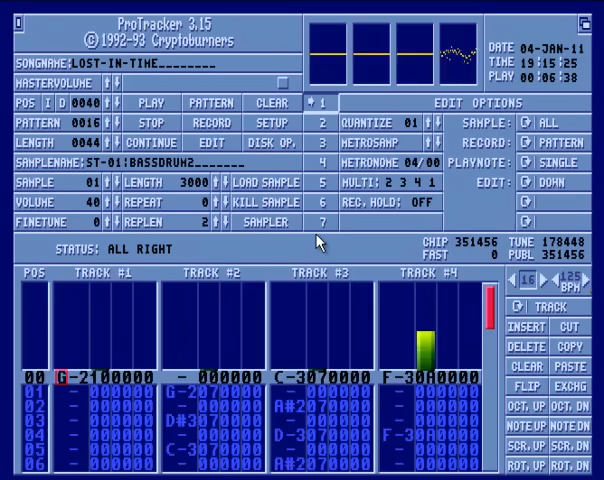 ProTracker 3.15
©1992-93 Cryptoburners
SONGNAME:LOST-IN-TIME________
MASTERVOLUME
POS I D 0040 PLAY PATTERN CLEAR
PATTERN 0016 STOP RECORD SETUP
LENGTH 0044 CONTINUE EDIT DISK OP.
SAMPLENAME:ST-01:BASSDRUM2_______
SAMPLE 01 LENGTH 3000 LOAD SAMPLE
VOLUME 40 REPEAT 0 KILL SAMPLE
FINETUNE 0 REPLEN 2 SAMPLER
DATE 04-JAN-11
TIME 19:15:25
PLAY 00:06:38
1 EDIT OPTIONS
2 QUANTIZE 01 SAMPLE: ALL
3 METROSAMP RECORD: PATTERN
4 METRONOME 04/00 PLAYNOTE: SINGLE
5 MULTI: 2 3 4 1 EDIT: DOWN
6 REC. HOLD: OFF
7
STATUS: ALL RIGHT
CHIP 351456 TUNE 178448
FAST 0 PUBL 351456
POS TRACK #1 TRACK #2 TRACK #3 TRACK #4
00 G-2100000 - 000000 C-3070000 F-30A0000
01 - 000000 G-2070000 - 000000 - 000000
02 - 000000 - 000000 A#2070000 - 000000
03 - 000000 D#3070000 - 000000 - 000000
04 - 000000 - 000000 D-3070000 F-30A0000
05 - 000000 C-3070000 - 000000 - 000000
06 - 000000 - 000000 A#2070000 - 000000
16 125 BPM
TRACK
INSERT CUT
DELETE COPY
CLEAR PASTE
FLIP EXCHG
OCT. UP OCT. DN
NOTE UP NOTE DN
SCR. UP SCR. DN
ROT. UP ROT. DN